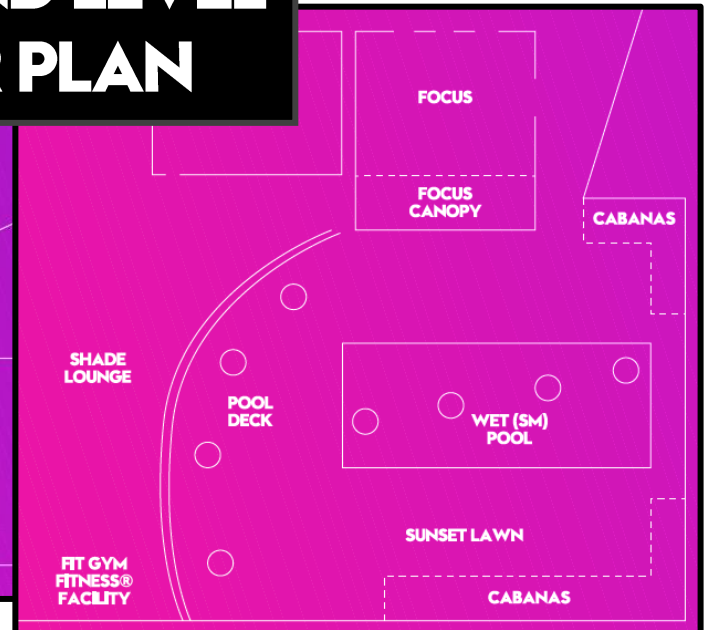 PLAN
FOCUS
FOCUS
CANOPY
CABANAS
SHADE
LOUNGE
POOL
DECK
WET (SM)
POOL
SUNSET LAWN
FIT GYM
FITNESS®
FACILITY
CABANAS